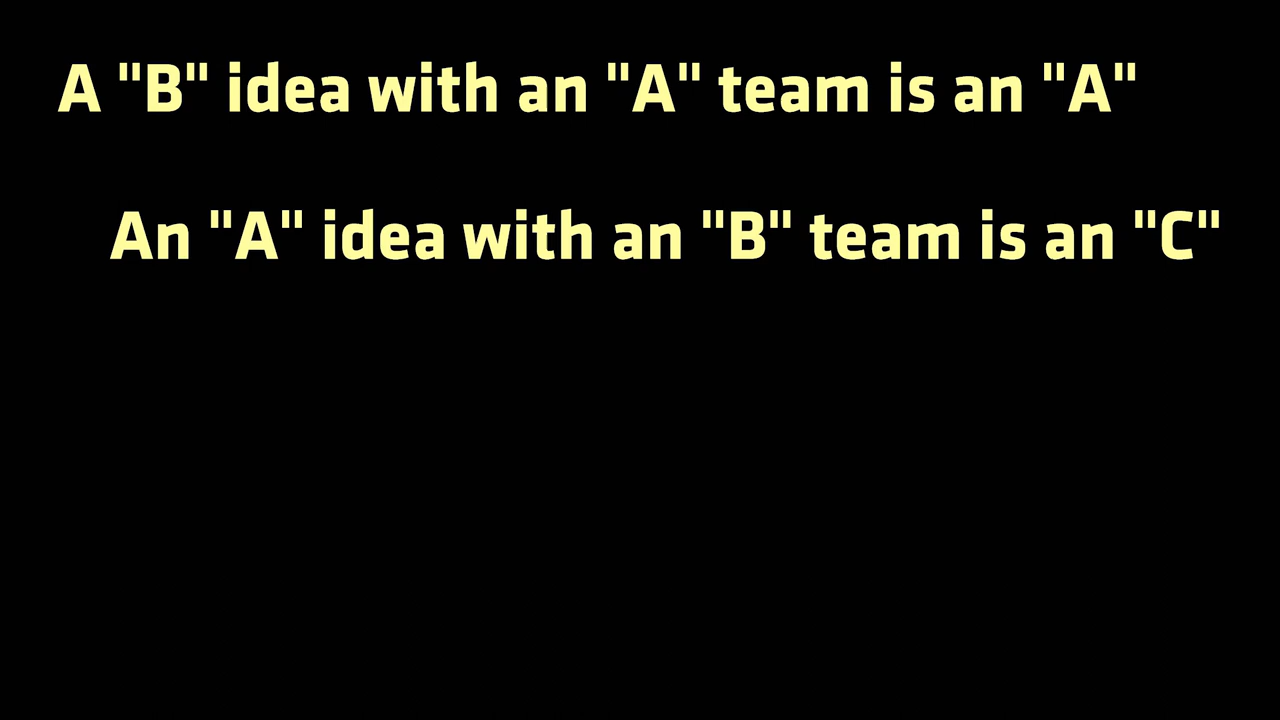 A "B" idea with an "A" team is an "A"
An "A" idea with an "B" team is an "C"